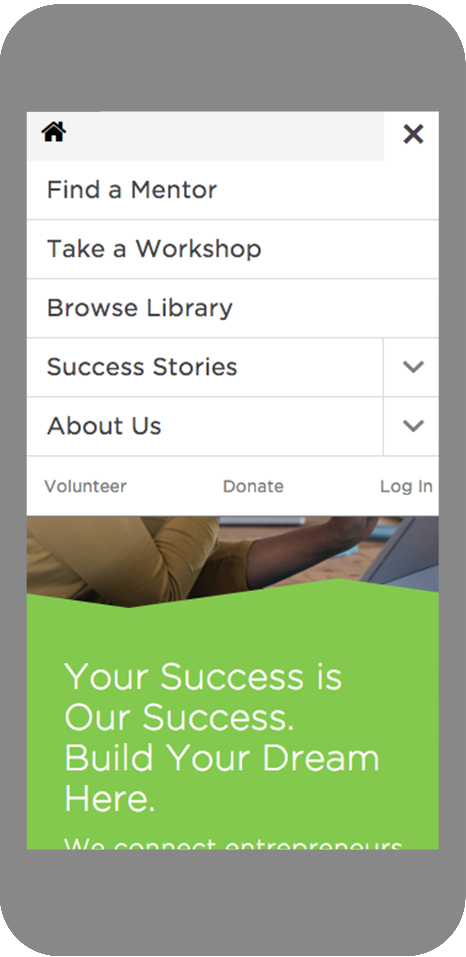 Find a Mentor
Take a Workshop
Browse Library
Success Stories
About Us
Volunteer Donate Log In
Your Success is
Our Success.
Build Your Dream
Here.
We connect entrepreneurs